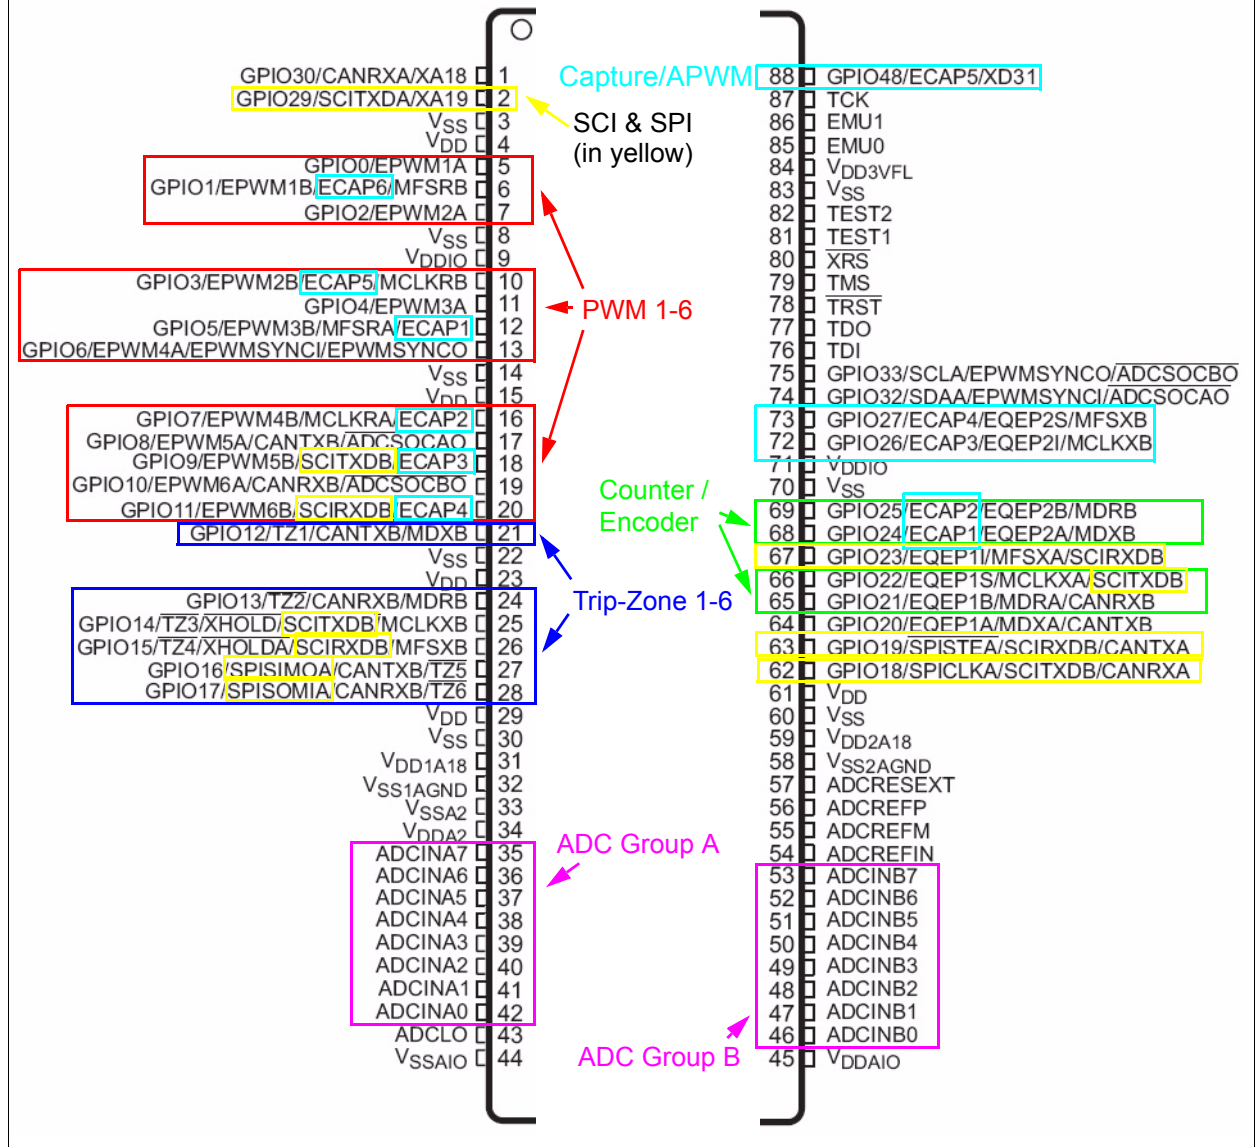 GPIO30/CANRXA/XA18 1
GPIO29/SCITXDA/XA19 2
VSS 3
VDD 4
GPIO0/EPWM1A 5
GPIO1/EPWM1B/ECAP6/MFSRB 6
GPIO2/EPWM2A 7
VSS 8
VDDIO 9
GPIO3/EPWM2B/ECAP5/MCLKRB 10
GPIO4/EPWM3A 11
GPIO5/EPWM3B/MFSRA/ECAP1 12
GPIO6/EPWM4A/EPWMSYNCI/EPWMSYNCO 13
VSS 14
VDD 15
GPIO7/EPWM4B/MCLKRA/ECAP2 16
GPIO8/EPWM5A/CANTXB/ADCSOCAO 17
GPIO9/EPWM5B/SCITXDB/ECAP3 18
GPIO10/EPWM6A/CANRXB/ADCSOCBO 19
GPIO11/EPWM6B/SCIRXDB/ECAP4 20
GPIO12/TZ1/CANTXB/MDXB 21
VSS 22
VDD 23
GPIO13/TZ2/CANRXB/MDRB 24
GPIO14/TZ3/XHOLD/SCITXDB/MCLKXB 25
GPIO15/TZ4/XHOLDA/SCIRXDB/MFSXB 26
GPIO16/SPISIMOA/CANTXB/TZ5 27
GPIO17/SPISOMIA/CANRXB/TZ6 28
VDD 29
VSS 30
VDD1A18 31
VSS1AGND 32
VSSA2 33
VDDA2 34
ADCINA7 35
ADCINA6 36
ADCINA5 37
ADCINA4 38
ADCINA3 39
ADCINA2 40
ADCINA1 41
ADCINA0 42
ADCLO 43
VSSAIO 44
Capture/APWM
SCI & SPI
(in yellow)
PWM 1-6
Counter /
Encoder
Trip-Zone 1-6
ADC Group A
ADC Group B
88 GPIO48/ECAP5/XD31
87 TCK
86 EMU1
85 EMU0
84 VDD3VFL
83 VSS
82 TEST2
81 TEST1
80 XRS
79 TMS
78 TRST
77 TDO
76 TDI
75 GPIO33/SCLA/EPWMSYNCO/ADCSOCBO
74 GPIO32/SDAA/EPWMSYNCI/ADCSOCAO
73 GPIO27/ECAP4/EQEP2S/MFSXB
72 GPIO26/ECAP3/EQEP2I/MCLKXB
71 VDDIO
70 VSS
69 GPIO25/ECAP2/EQEP2B/MDRB
68 GPIO24/ECAP1/EQEP2A/MDXB
67 GPIO23/EQEP1I/MFSXA/SCIRXDB
66 GPIO22/EQEP1S/MCLKXA/SCITXDB
65 GPIO21/EQEP1B/MDRA/CANRXB
64 GPIO20/EQEP1A/MDXA/CANTXB
63 GPIO19/SPISTEA/SCIRXDB/CANTXA
62 GPIO18/SPICLKA/SCITXDB/CANRXA
61 VDD
60 VSS
59 VDD2A18
58 VSS2AGND
57 ADCRESEXT
56 ADCREFP
55 ADCREFM
54 ADCREFIN
53 ADCINB7
52 ADCINB6
51 ADCINB5
50 ADCINB4
49 ADCINB3
48 ADCINB2
47 ADCINB1
46 ADCINB0
45 VDDAIO